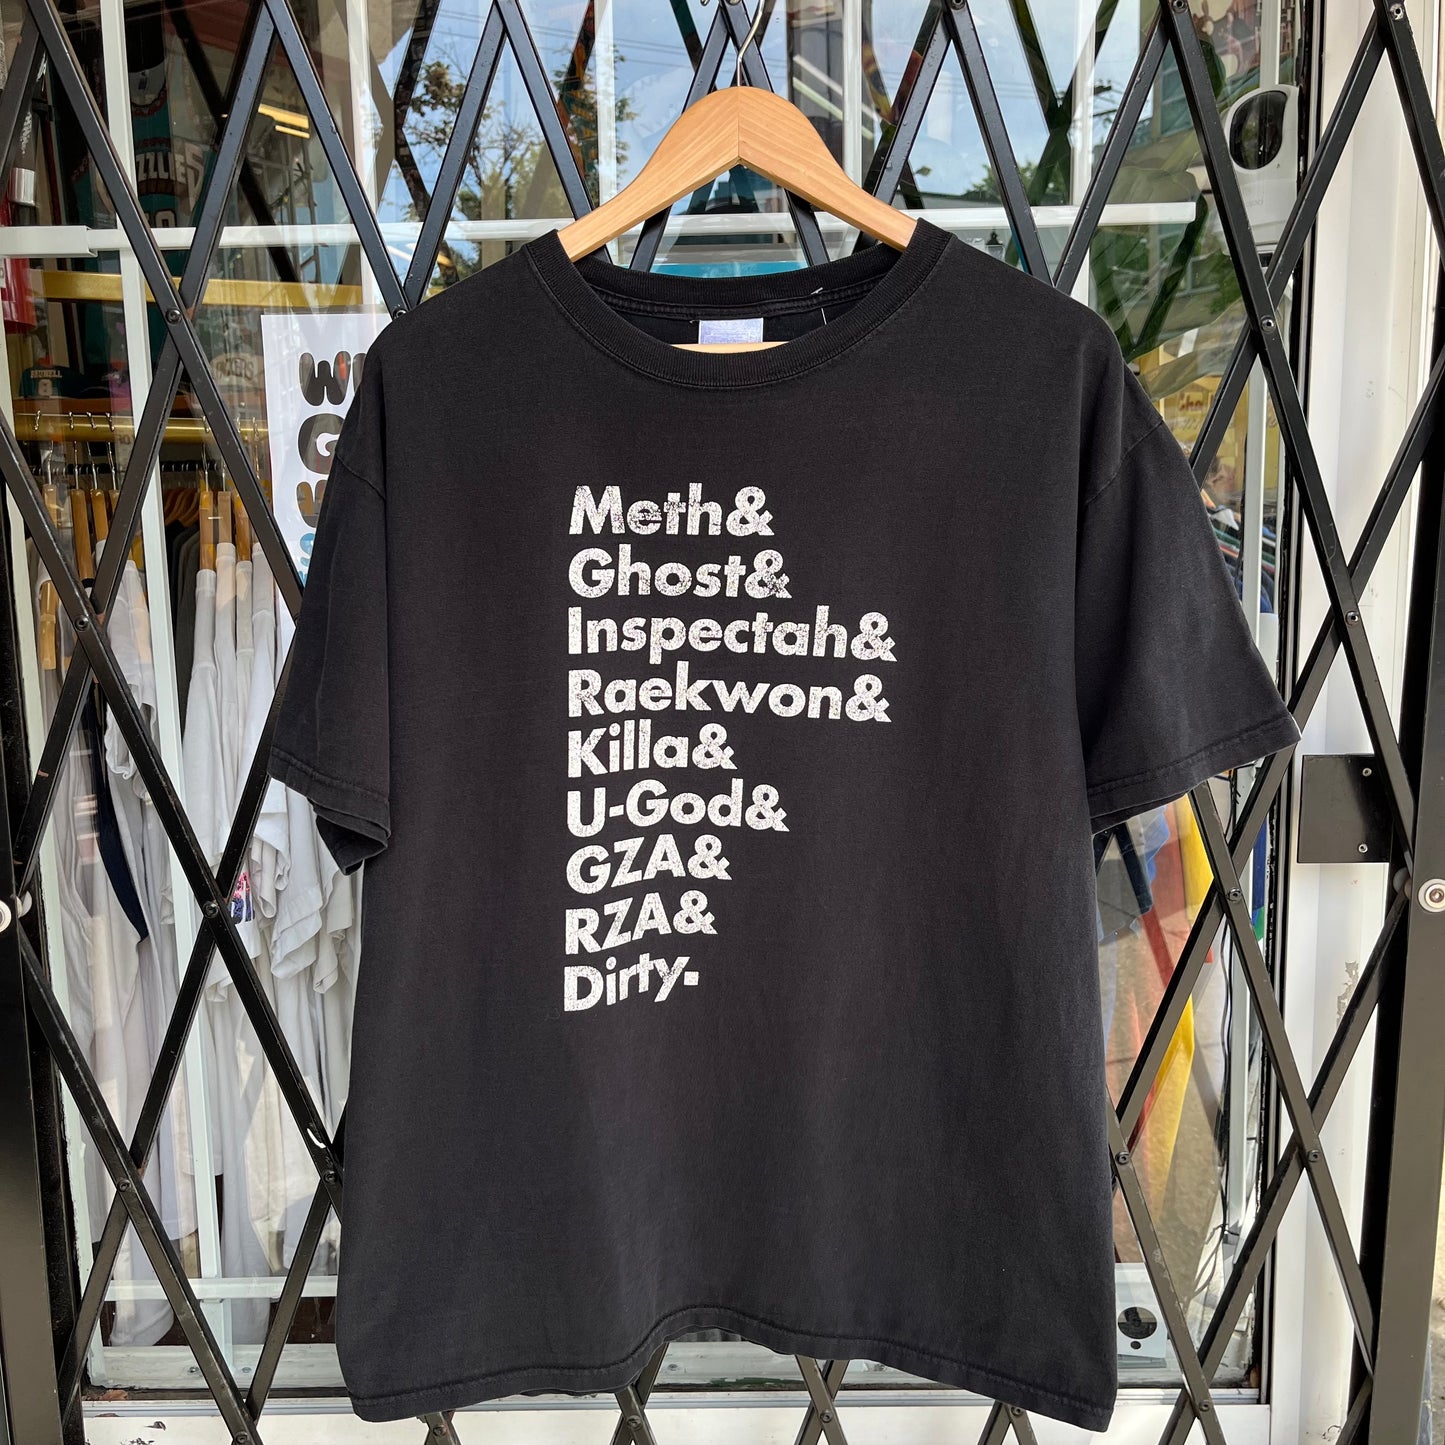 Meth&
Ghost&
Inspectah&
Raekwon&
Killa&
U-God&
GZA&
RZA&
Dirty.